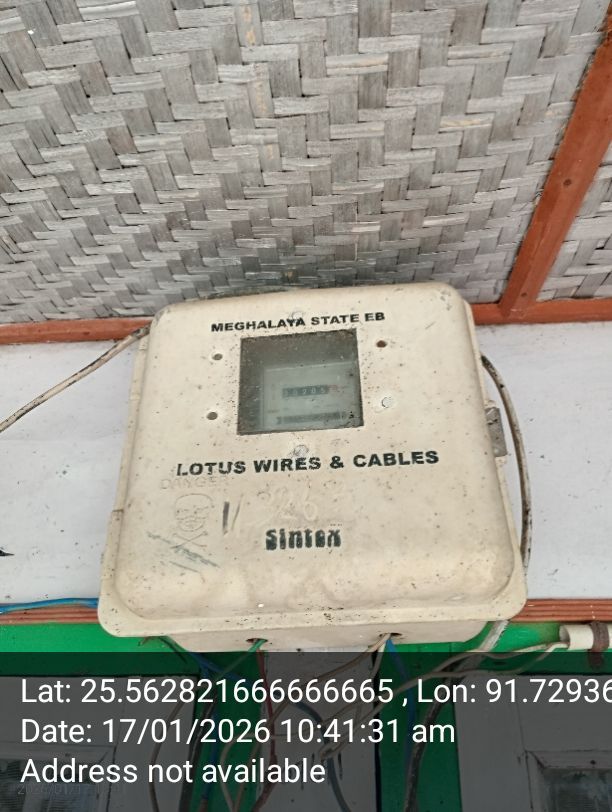 MEGHALAYA STATE EB
LOTUS WIRES & CABLES
DANGER
Sintex
Lat: 25.562821666666665 , Lon: 91.72936
Date: 17/01/2026 10:41:31 am
Address not available